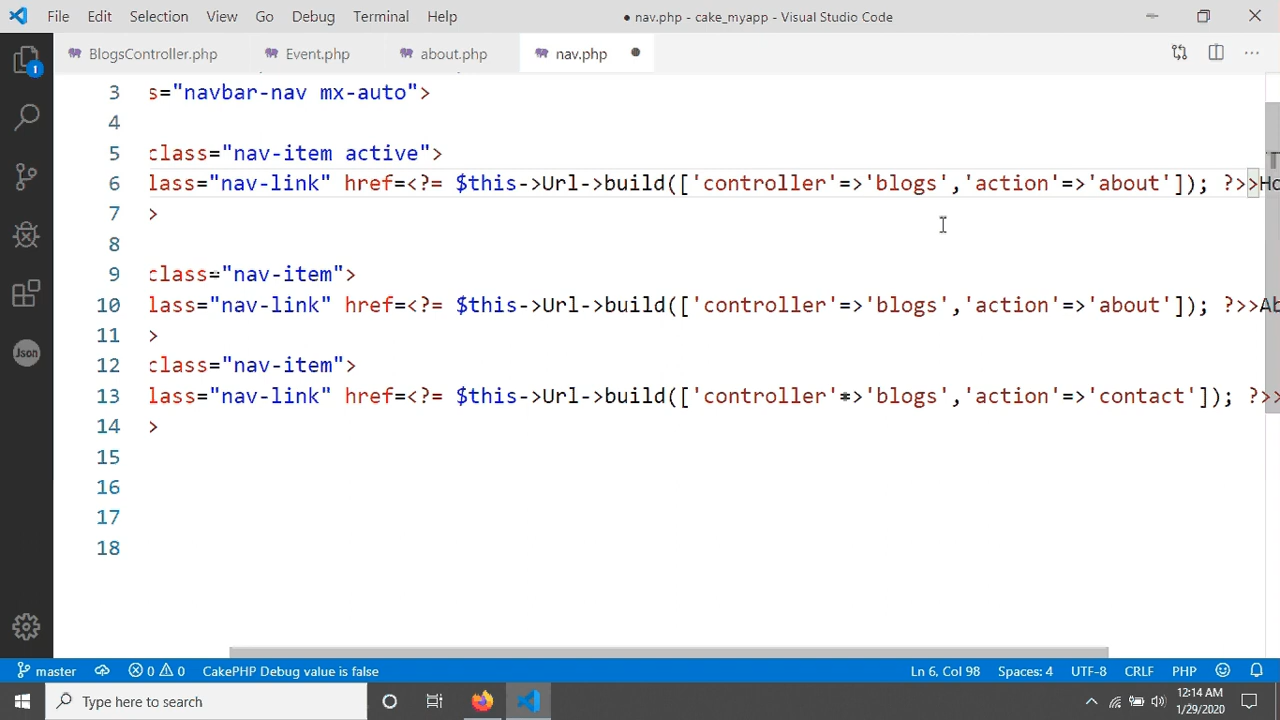 File Edit Selection View Go Debug Terminal Help ● nav.php - cake_myapp - Visual Studio Code
1
BlogsController.php Event.php about.php nav.php
3 s="navbar-nav mx-auto">
4
5 class="nav-item active">
6 lass="nav-link" href=<?= $this->Url->build(['controller'=>'blogs','action'=>'about']); ?>>Ho
7 >
8
9 class="nav-item">
10 lass="nav-link" href=<?= $this->Url->build(['controller'=>'blogs','action'=>'about']); ?>>Ab
11 >
12 class="nav-item">
13 lass="nav-link" href=<?= $this->Url->build(['controller'=>'blogs','action'=>'contact']); ?>>
14 >
15
16
17
18
Json
master 0 0 CakePHP Debug value is false Ln 6, Col 98 Spaces: 4 UTF-8 CRLF PHP
Type here to search
12:14 AM
1/29/2020